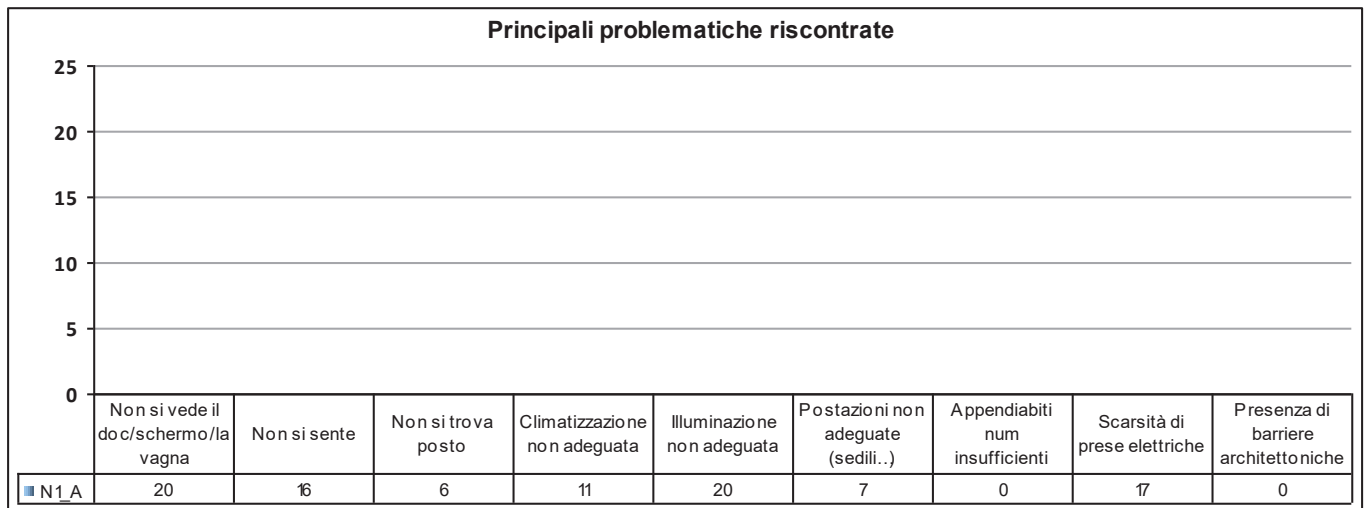 Principali problematiche riscontrate
25
20
15
10
5
0
Non si vede il
doc/schermo/la
vagna
Non si sente
Non si trova
posto
Climatizzazione
non adeguata
Illuminazione
non adeguata
Postazioni non
adeguate
(sedili..)
Appendiabiti
num
insufficienti
Scarsità di
prese elettriche
Presenza di
barriere
architettoniche
N1_A 20 16 6 11 20 7 0 17 0